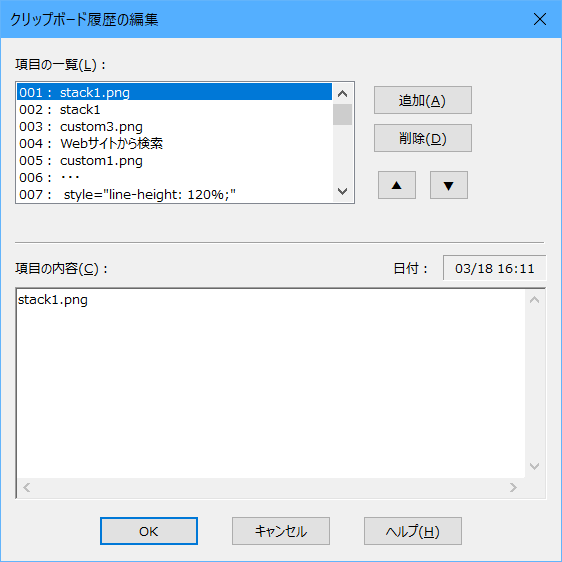 クリップボード履歴の編集
項目の一覧(L)：
001 : stack1.png
002 : stack1
003 : custom3.png
004 : Webサイトから検索
005 : custom1.png
006 : ･･･
007 : style="line-height: 120%;"
追加(A)
削除(D)
▲ ▼
項目の内容(C)：
日付： 03/18 16:11
stack1.png
OK キャンセル ヘルプ(H)